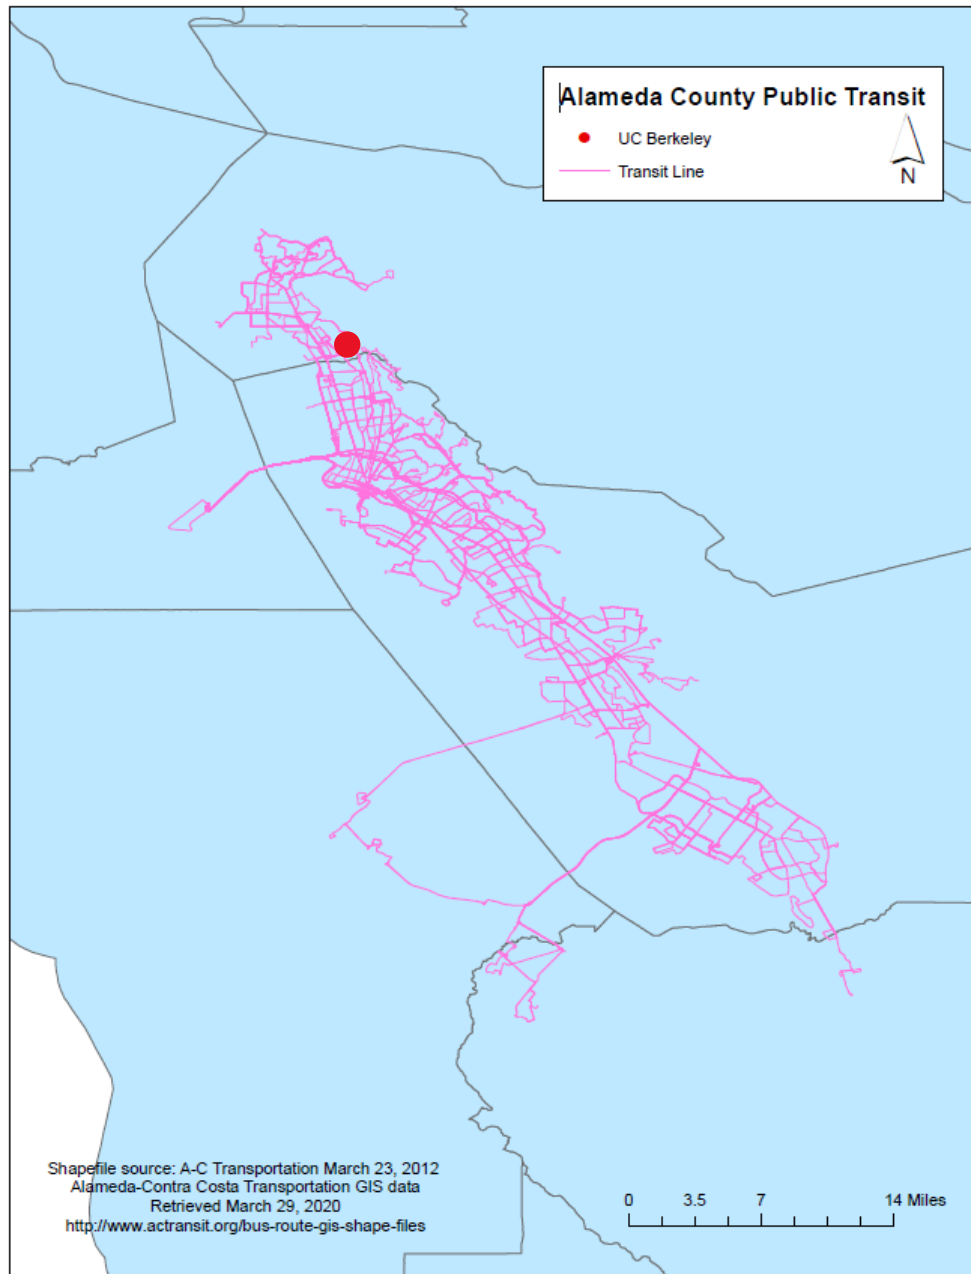 Alameda County Public Transit
UC Berkeley
Transit Line
N
Shapefile source: A-C Transportation March 23, 2012
Alameda-Contra Costa Transportation GIS data
Retrieved March 29, 2020
http://www.actransit.org/bus-route-gis-shape-files
0 3.5 7 14 Miles